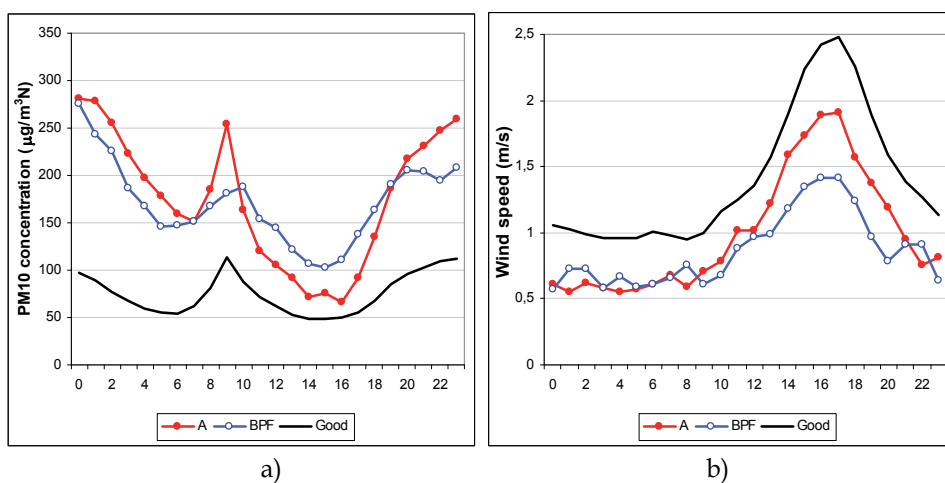 PM10 concentration (µg/m³N)
350
300
250
200
150
100
50
0
0 2 4 6 8 10 12 14 16 18 20 22
A BPF Good
a)
Wind speed (m/s)
2,5
2
1,5
1
0,5
0
0 2 4 6 8 10 12 14 16 18 20 22
A BPF Good
b)